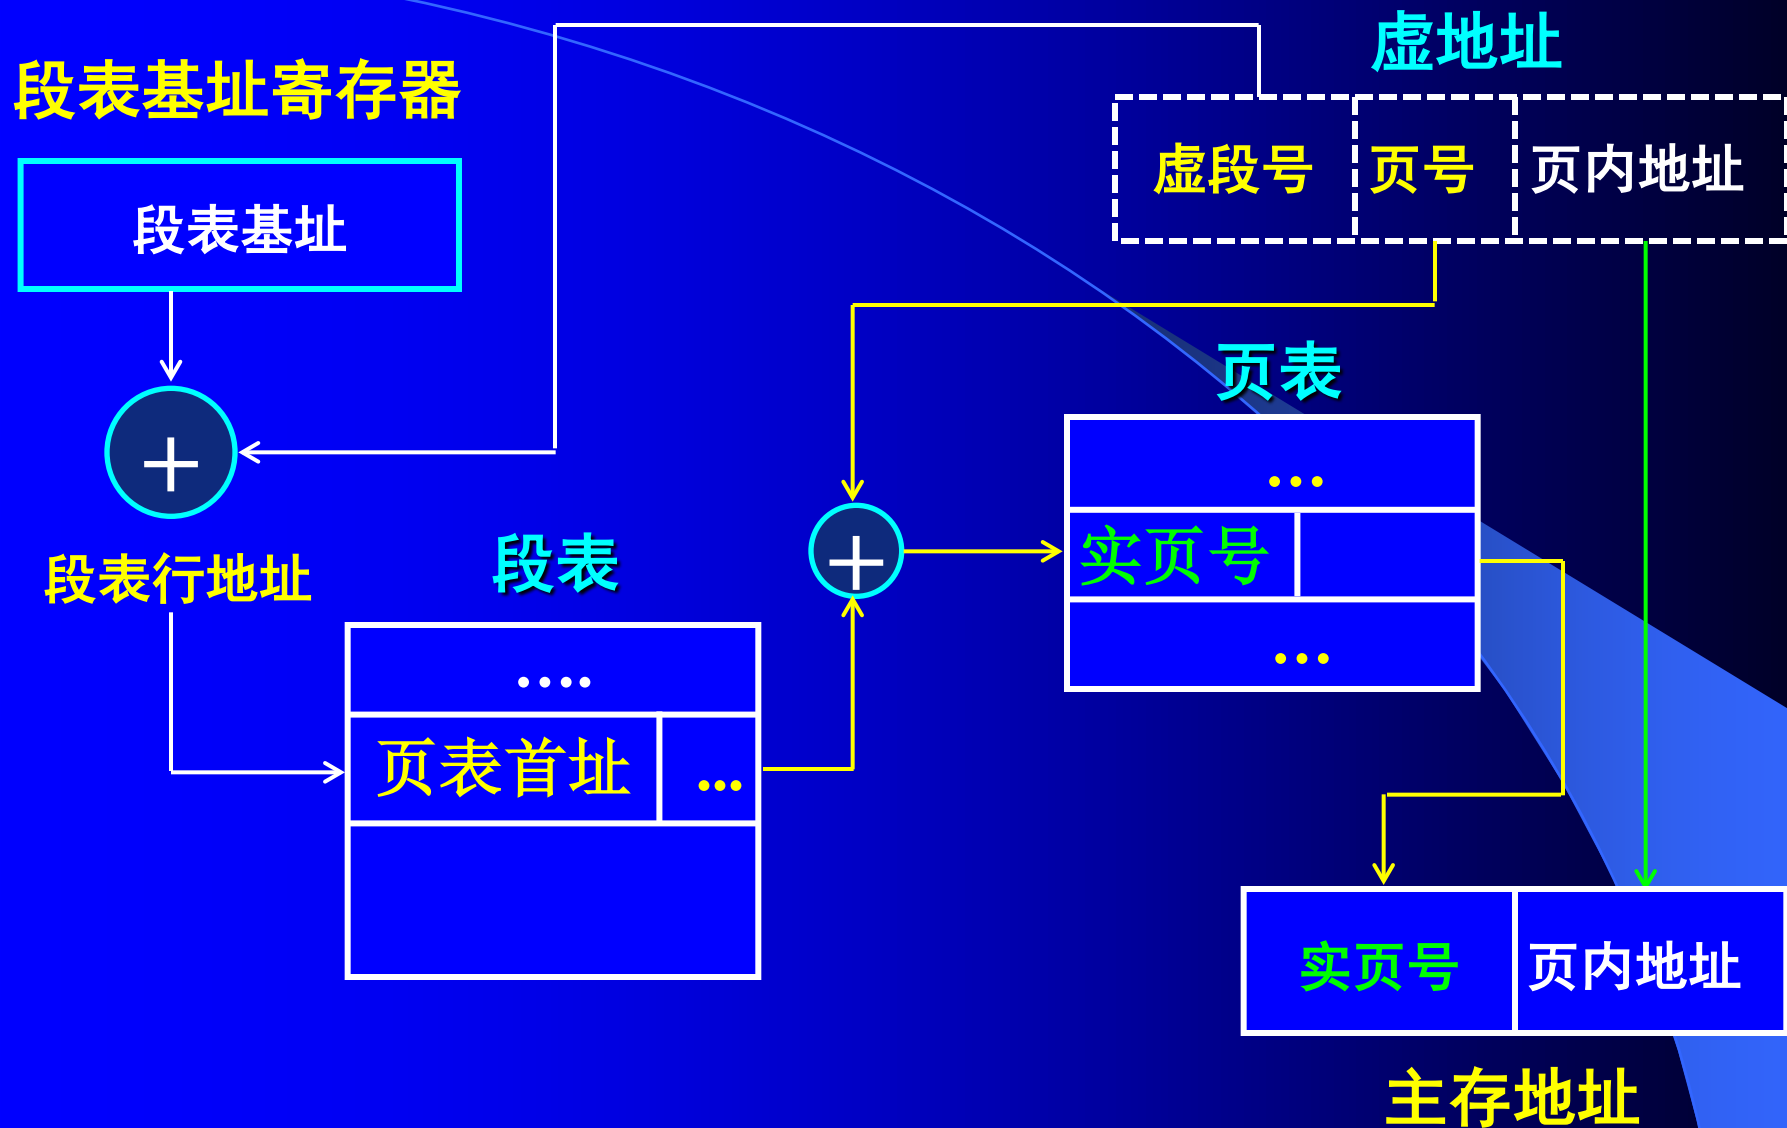 虚地址
段表基址寄存器
虚段号 页号 页内地址
段表基址
页表
+
…
实页号
段表
+
段表行地址
…
····
页表首址 …
实页号 页内地址
主存地址